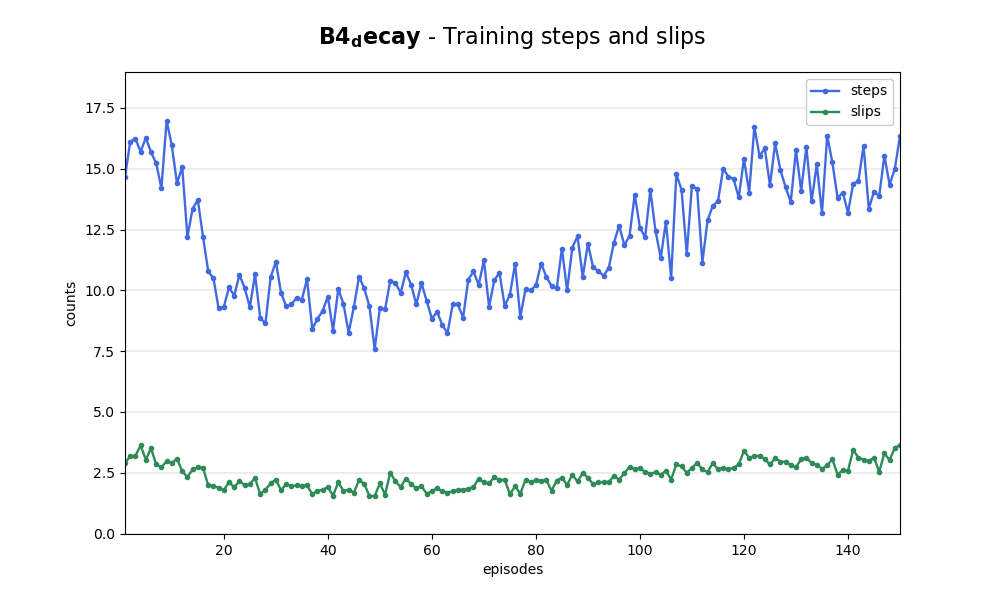 B4decay - Training steps and slips
steps
slips
counts
17.5
15.0
12.5
10.0
7.5
5.0
2.5
0.0
20 40 60 80 100 120 140
episodes